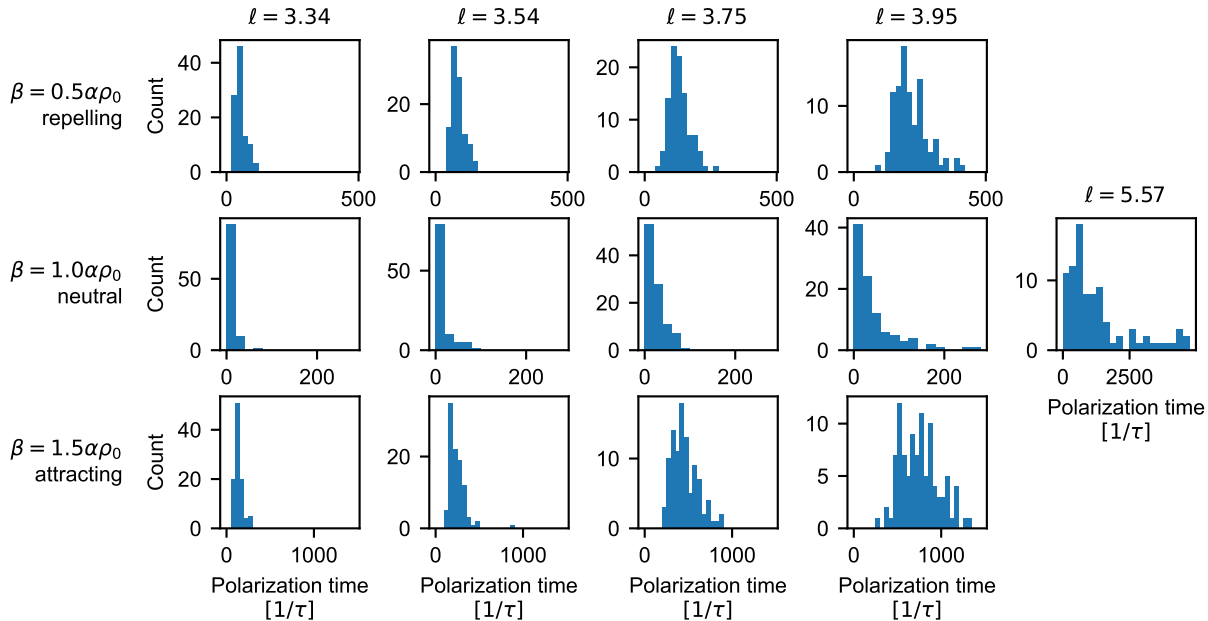 ℓ = 3.34
ℓ = 3.54
ℓ = 3.75
ℓ = 3.95
β = 0.5αρ₀
repelling
Count
40
20
0
0 500
20
0
0 500
20
10
0
0 500
10
0
0 500
β = 1.0αρ₀
neutral
Count
50
0
0 200
50
0
0 200
40
20
0
0 200
40
20
0
0 200
ℓ = 5.57
10
0
0 2500
Polarization time
[1/τ]
β = 1.5αρ₀
attracting
Count
40
20
0
0 1000
Polarization time
[1/τ]
20
0
0 1000
Polarization time
[1/τ]
10
0
0 1000
Polarization time
[1/τ]
10
5
0
0 1000
Polarization time
[1/τ]